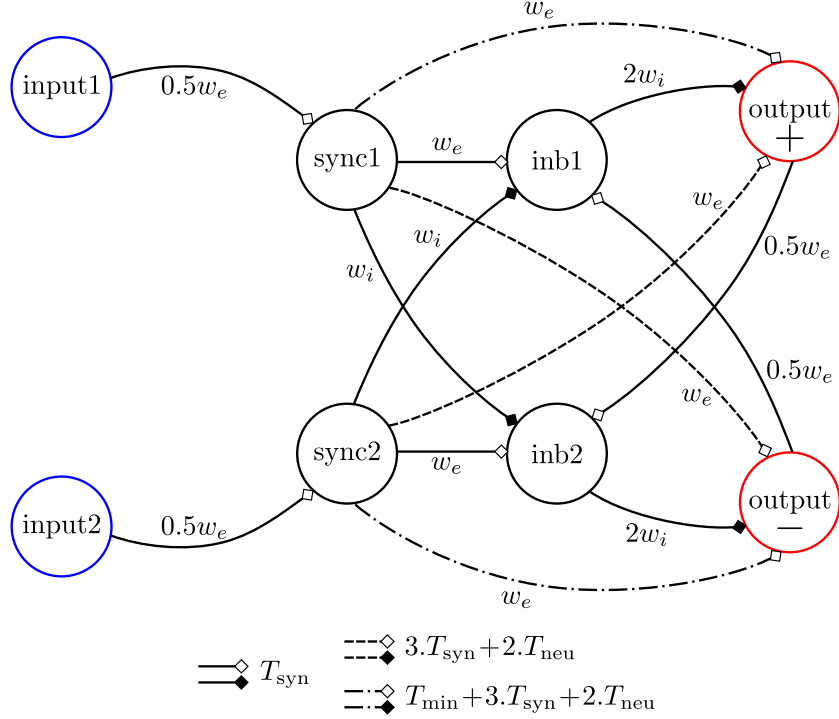 w_e
input1
0.5w_e
2w_i
output
+
sync1
w_e
inb1
w_e
w_i
0.5w_e
w_i
0.5w_e
w_e
sync2
w_e
inb2
input2
0.5w_e
2w_i
output
−
w_e
T_syn
3.T_syn+2.T_neu
T_min+3.T_syn+2.T_neu